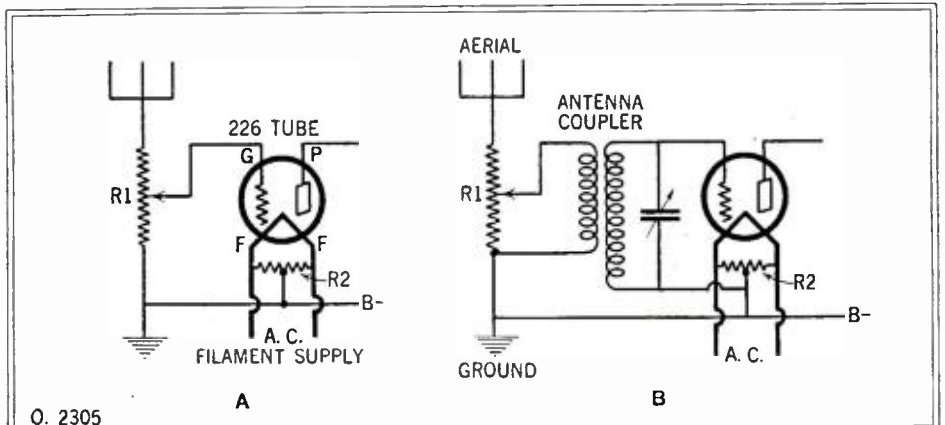 226 TUBE
G P
R1
F F
R2
B-
A. C.
FILAMENT SUPPLY
A
AERIAL
ANTENNA
COUPLER
R1
R2
B-
A. C.
GROUND
B
O. 2305